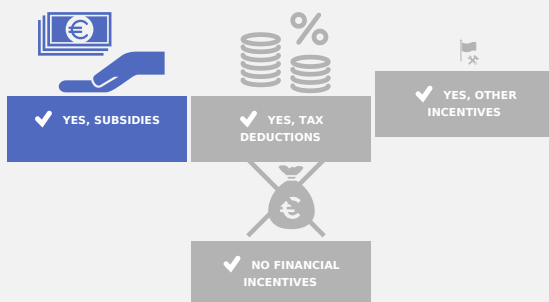 YES, SUBSIDIES
YES, TAX
DEDUCTIONS
YES, OTHER
INCENTIVES
NO FINANCIAL
INCENTIVES